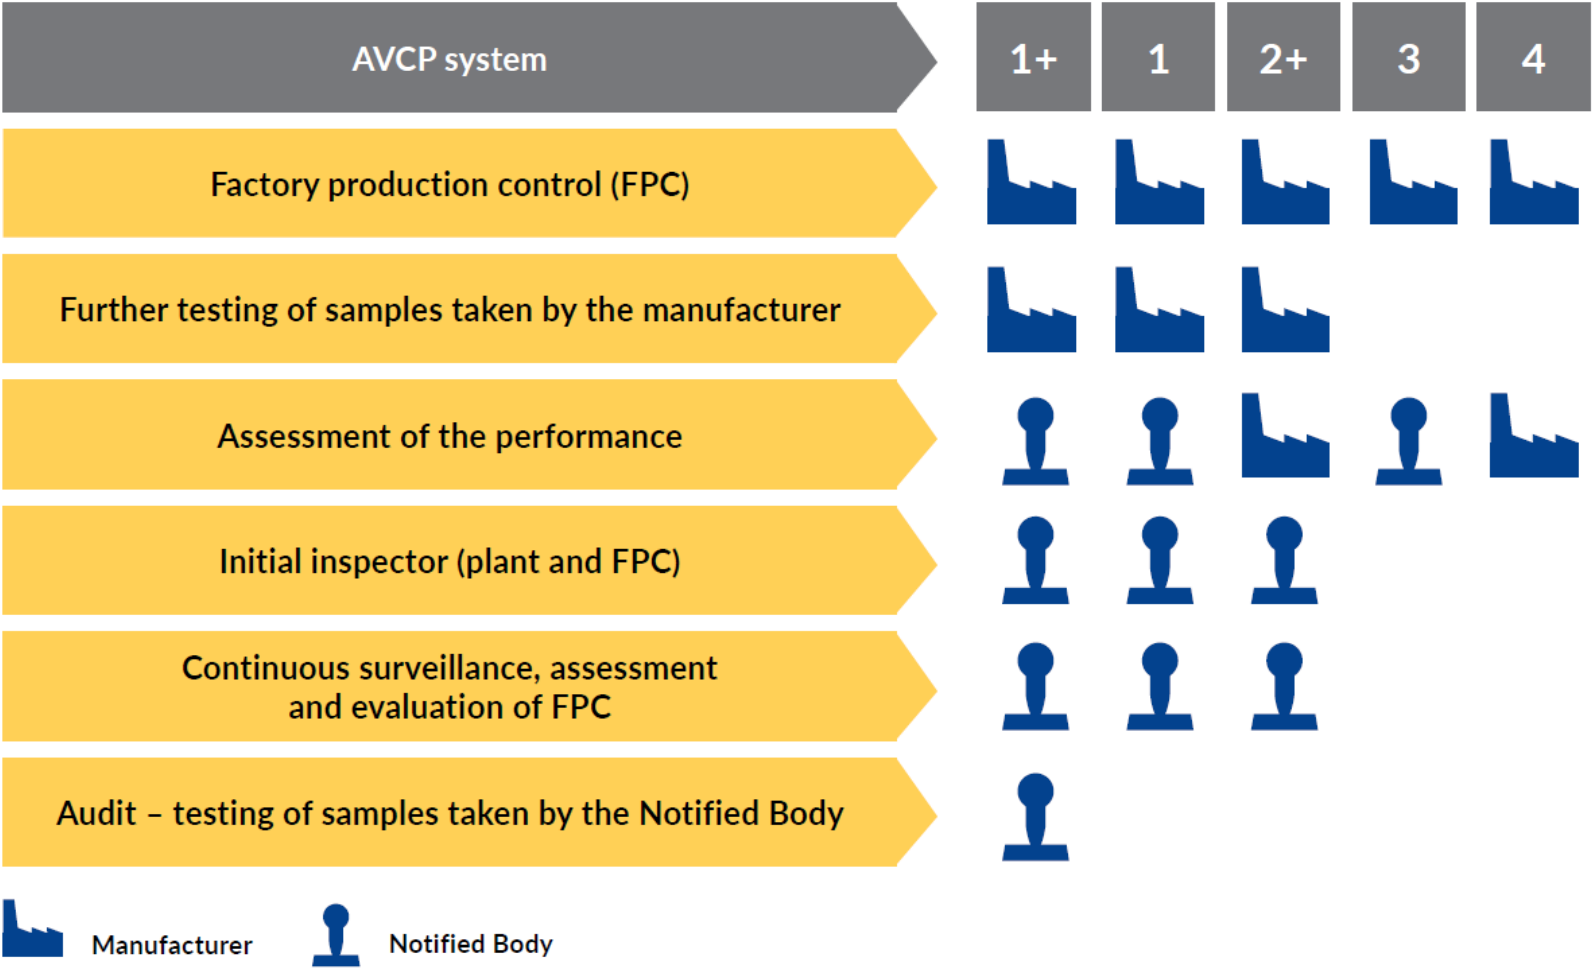 AVCP system 1+ 1 2+ 3 4
Factory production control (FPC)
Further testing of samples taken by the manufacturer
Assessment of the performance
Initial inspector (plant and FPC)
Continuous surveillance, assessment
and evaluation of FPC
Audit – testing of samples taken by the Notified Body
Manufacturer Notified Body